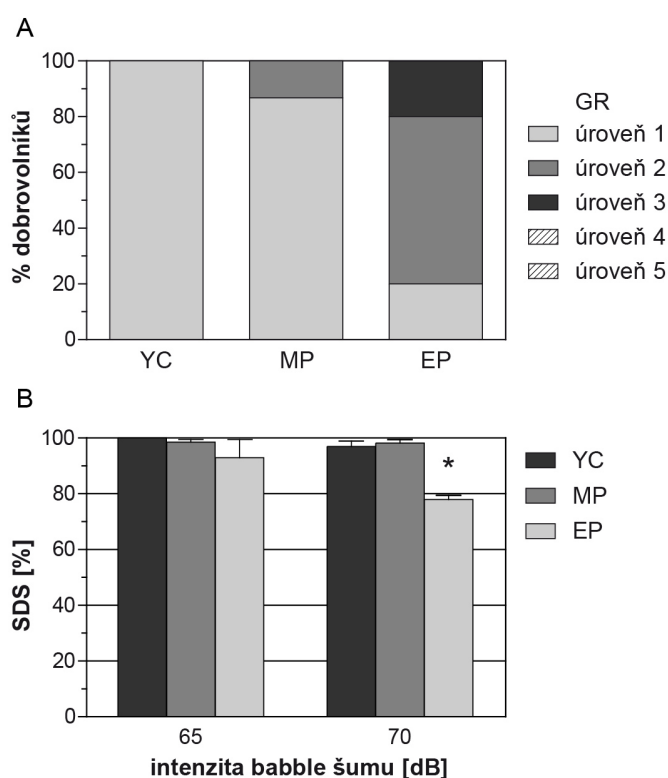 A
100
80
60
40
20
0
% dobrovolníků
YC MP EP
GR
úroveň 1
úroveň 2
úroveň 3
úroveň 4
úroveň 5
B
100
80
60
40
20
0
SDS [%]
*
65 70
intenzita babble šumu [dB]
YC
MP
EP